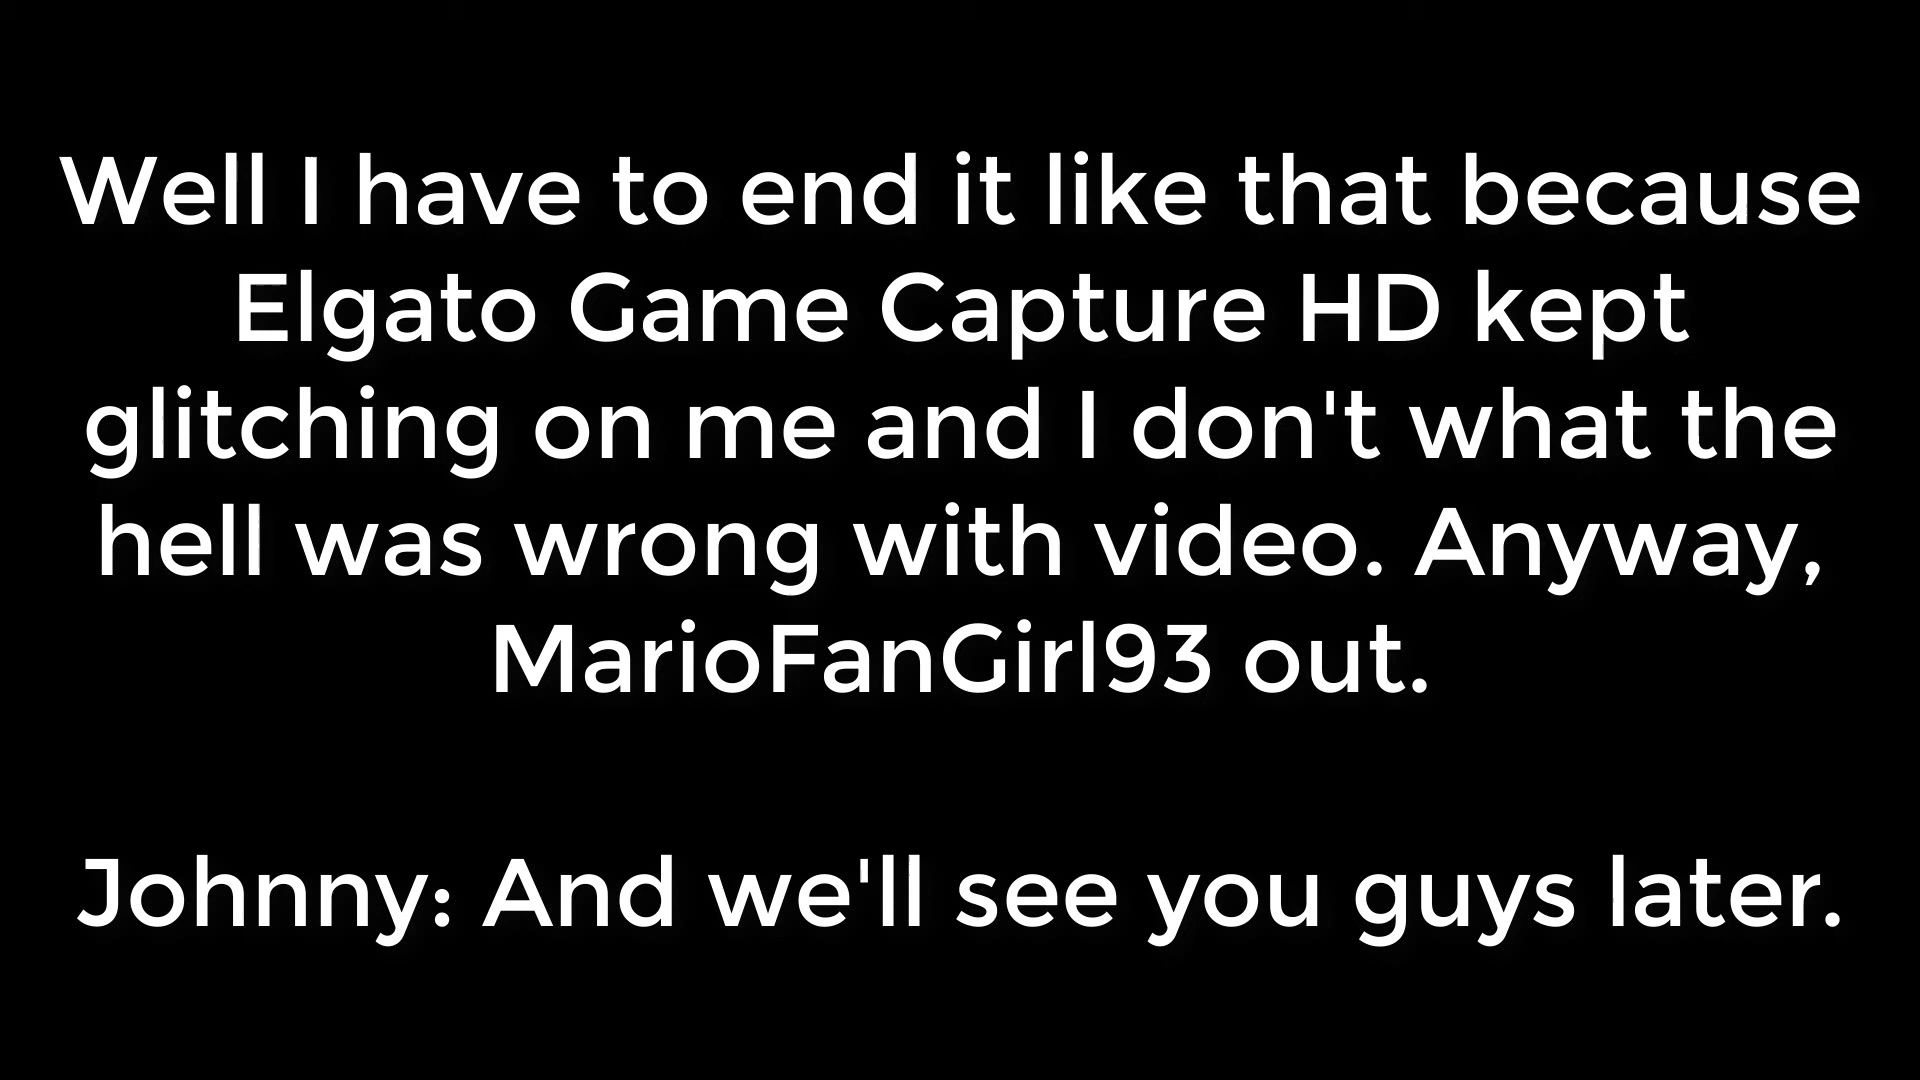 Well I have to end it like that because
Elgato Game Capture HD kept
glitching on me and I don't what the
hell was wrong with video. Anyway,
MarioFanGirl93 out.
Johnny: And we'll see you guys later.